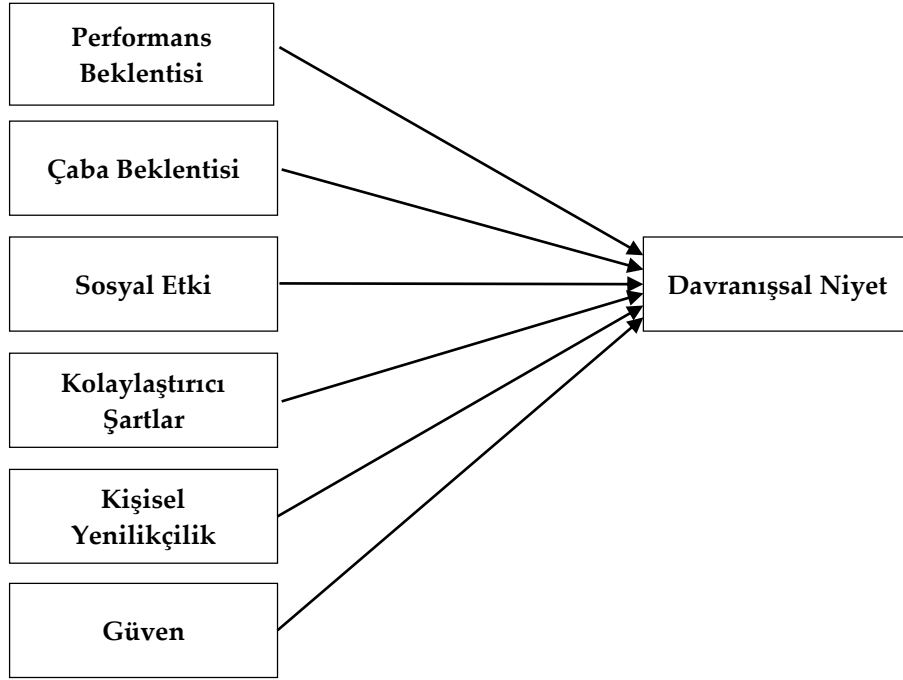 Performans
Beklentisi
Çaba Beklentisi
Sosyal Etki
Davranışsal Niyet
Kolaylaştırıcı
Şartlar
Kişisel
Yenilikçilik
Güven